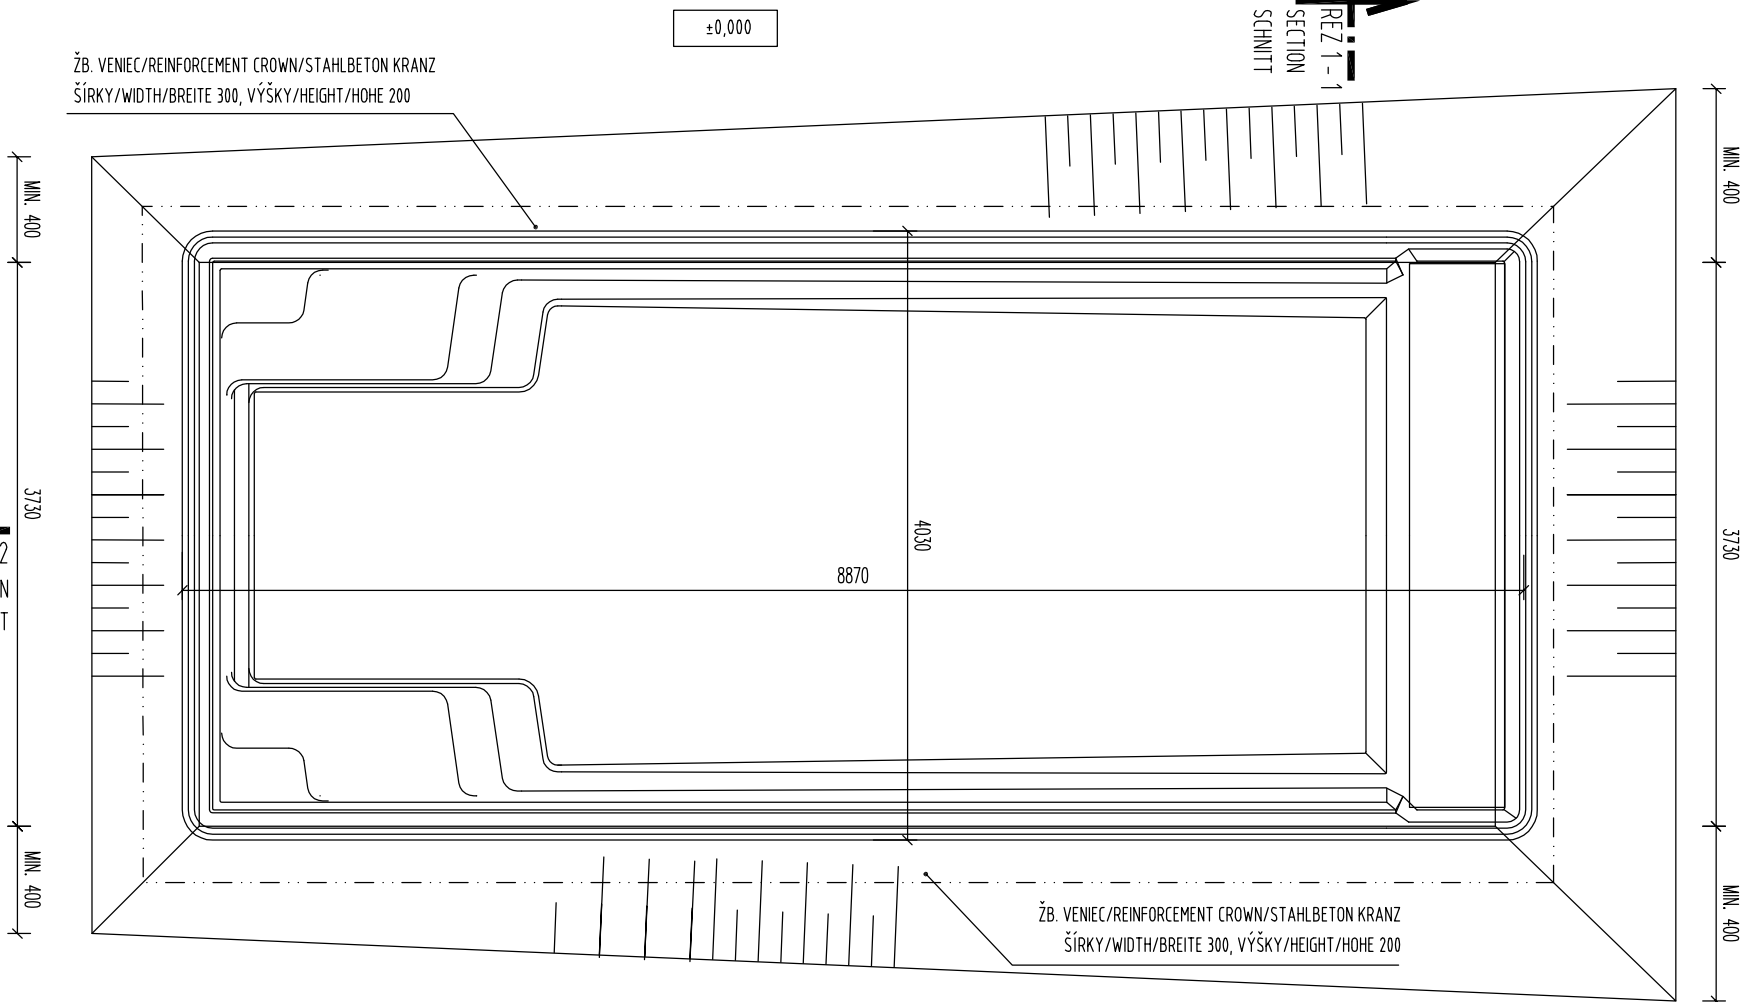 ±0,000
REZ 1 - 1
SECTION
SCHNITT
ŽB. VENIEC/REINFORCEMENT CROWN/STAHLBETON KRANZ
ŠÍRKY/WIDTH/BREITE 300, VÝŠKY/HEIGHT/HOHE 200
MIN. 400
MIN. 400
3730
3730
4030
8870
2
N
T
MIN. 400
MIN. 400
ŽB. VENIEC/REINFORCEMENT CROWN/STAHLBETON KRANZ
ŠÍRKY/WIDTH/BREITE 300, VÝŠKY/HEIGHT/HOHE 200